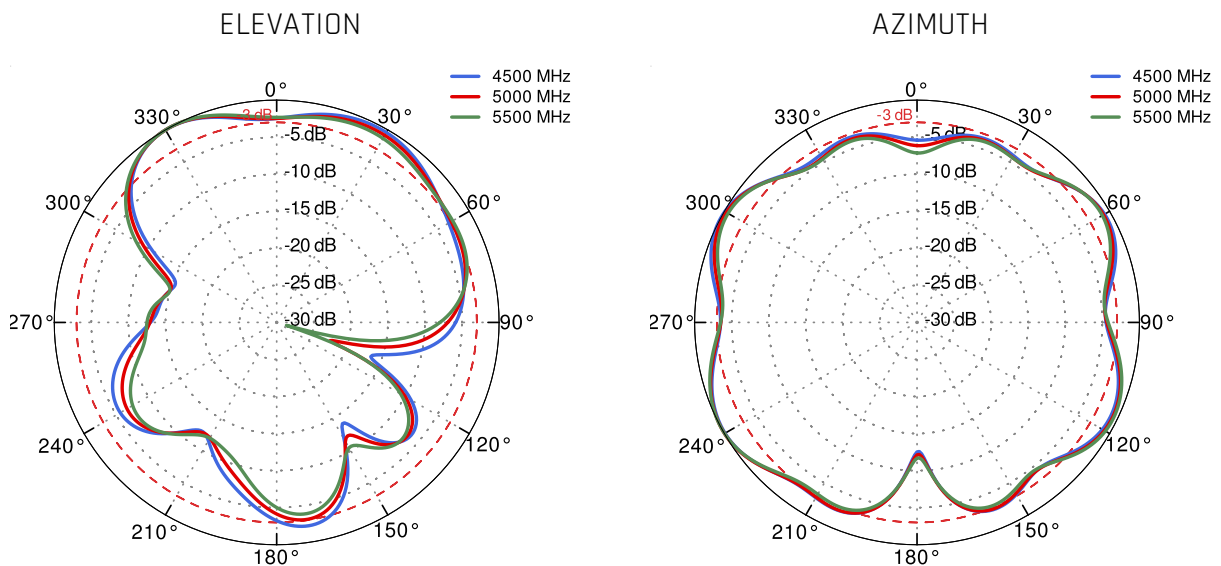 ELEVATION
4500 MHz
5000 MHz
5500 MHz
0°
330°
30°
-3 dB
-5 dB
-10 dB
300°
60°
-15 dB
-20 dB
-25 dB
270°
-30 dB
90°
240°
120°
210°
150°
180°
AZIMUTH
4500 MHz
5000 MHz
5500 MHz
0°
330°
30°
-3 dB
-5 dB
-10 dB
300°
60°
-15 dB
-20 dB
-25 dB
270°
-30 dB
90°
240°
120°
210°
150°
180°